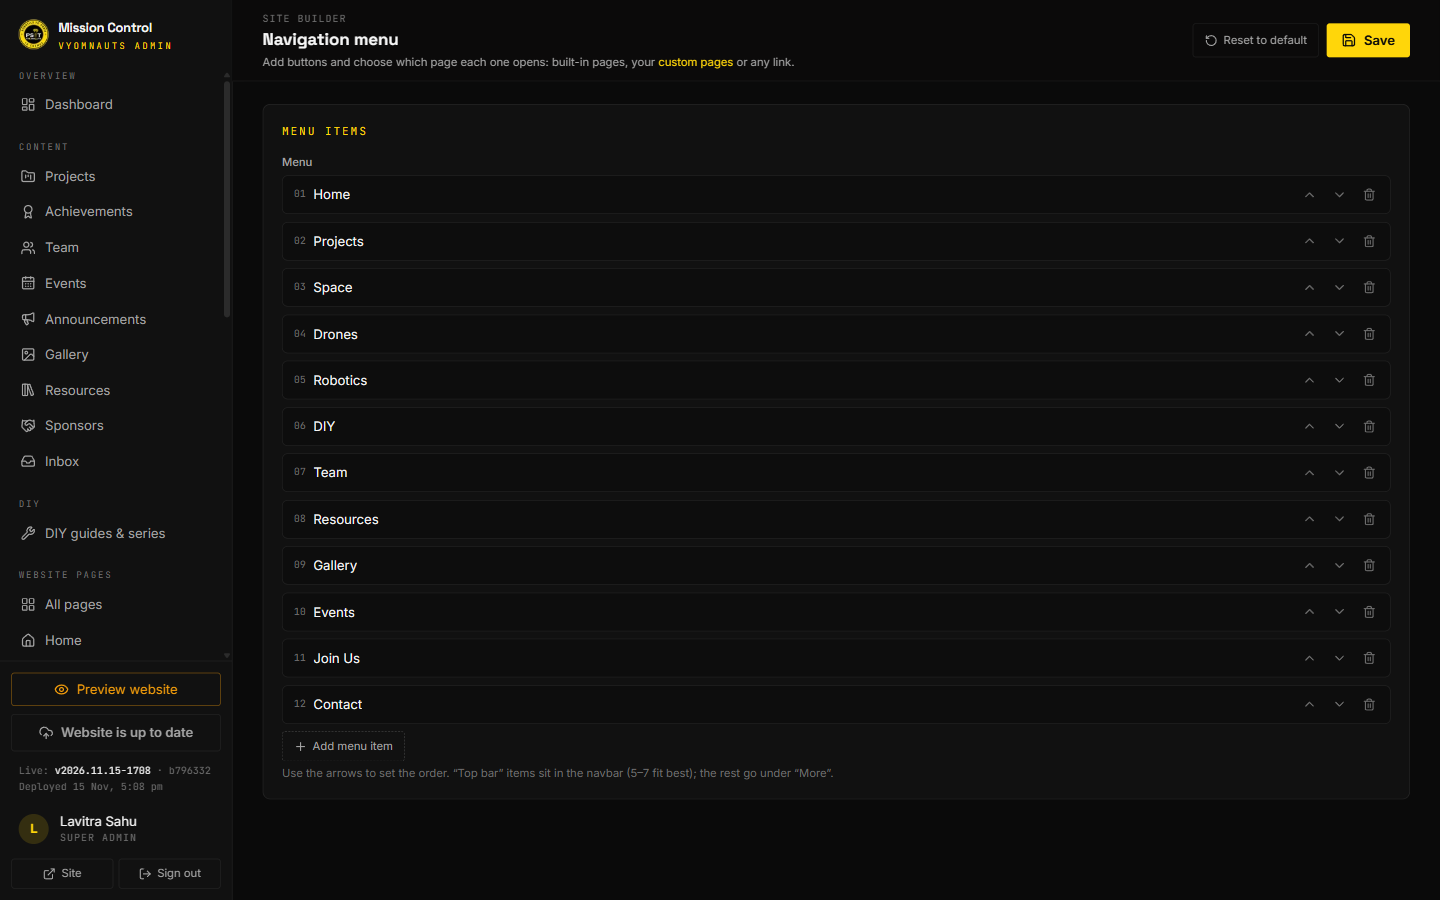 Mission Control
VYOMNAUTS ADMIN
OVERVIEW
Dashboard
CONTENT
Projects
Achievements
Team
Events
Announcements
Gallery
Resources
Sponsors
Inbox
DIY
DIY guides & series
WEBSITE PAGES
All pages
Home
Preview website
Website is up to date
Live: v2026.11.15-1708 · b796332
Deployed 15 Nov, 5:08 pm
L
Lavitra Sahu
SUPER ADMIN
Site
Sign out
SITE BUILDER
Navigation menu
Add buttons and choose which page each one opens: built-in pages, your custom pages or any link.
Reset to default
Save
MENU ITEMS
Menu
01 Home
02 Projects
03 Space
04 Drones
05 Robotics
06 DIY
07 Team
08 Resources
09 Gallery
10 Events
11 Join Us
12 Contact
Add menu item
Use the arrows to set the order. “Top bar” items sit in the navbar (5–7 fit best); the rest go under “More”.